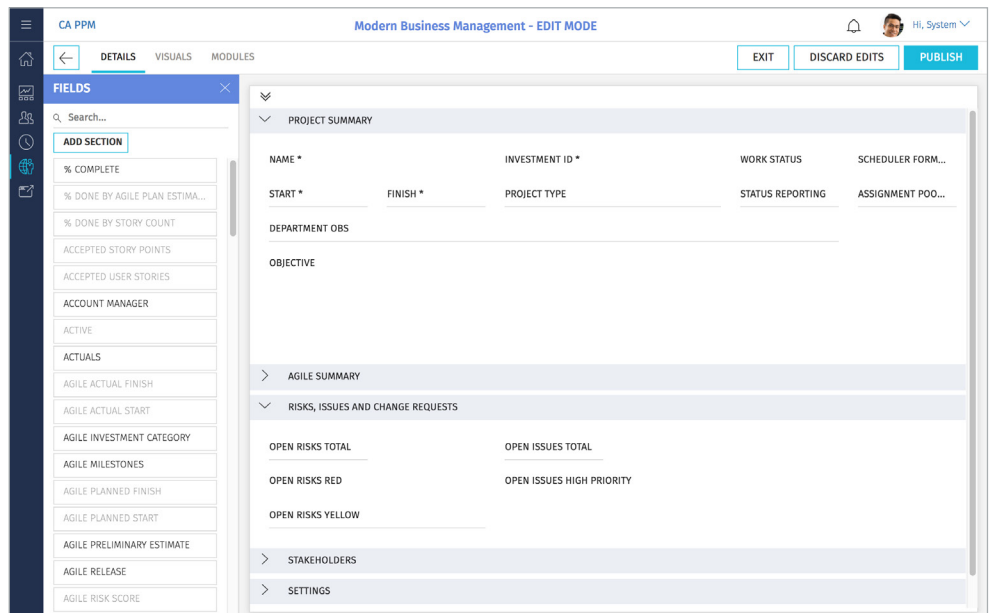 CA PPM
Modern Business Management - EDIT MODE
Hi, System
DETAILS VISUALS MODULES
EXIT DISCARD EDITS PUBLISH
FIELDS
Search...
ADD SECTION
% COMPLETE
% DONE BY AGILE PLAN ESTIMA...
% DONE BY STORY COUNT
ACCEPTED STORY POINTS
ACCEPTED USER STORIES
ACCOUNT MANAGER
ACTIVE
ACTUALS
AGILE ACTUAL FINISH
AGILE ACTUAL START
AGILE INVESTMENT CATEGORY
AGILE MILESTONES
AGILE PLANNED FINISH
AGILE PLANNED START
AGILE PRELIMINARY ESTIMATE
AGILE RELEASE
AGILE RISK SCORE
PROJECT SUMMARY
NAME * INVESTMENT ID * WORK STATUS SCHEDULER FORM...
START * FINISH * PROJECT TYPE STATUS REPORTING ASSIGNMENT POO...
DEPARTMENT OBS
OBJECTIVE
AGILE SUMMARY
RISKS, ISSUES AND CHANGE REQUESTS
OPEN RISKS TOTAL OPEN ISSUES TOTAL
OPEN RISKS RED OPEN ISSUES HIGH PRIORITY
OPEN RISKS YELLOW
STAKEHOLDERS
SETTINGS